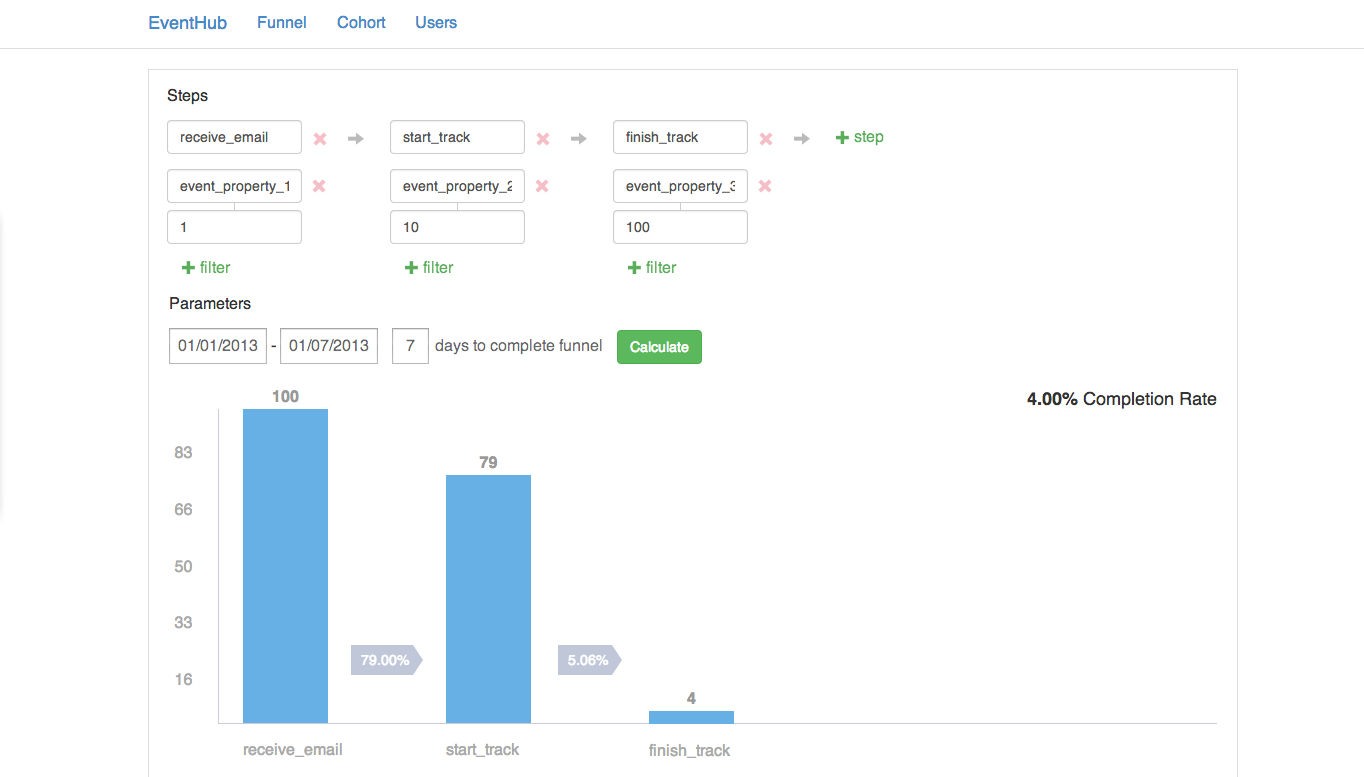 EventHub Funnel Cohort Users
Steps
receive_email start_track finish_track step
event_property_1 event_property_2 event_property_3
1 10 100
filter filter filter
Parameters
01/01/2013 - 01/07/2013 7 days to complete funnel Calculate
4.00% Completion Rate
100
79
4
83
66
50
33
16
79.00% 5.06%
receive_email start_track finish_track